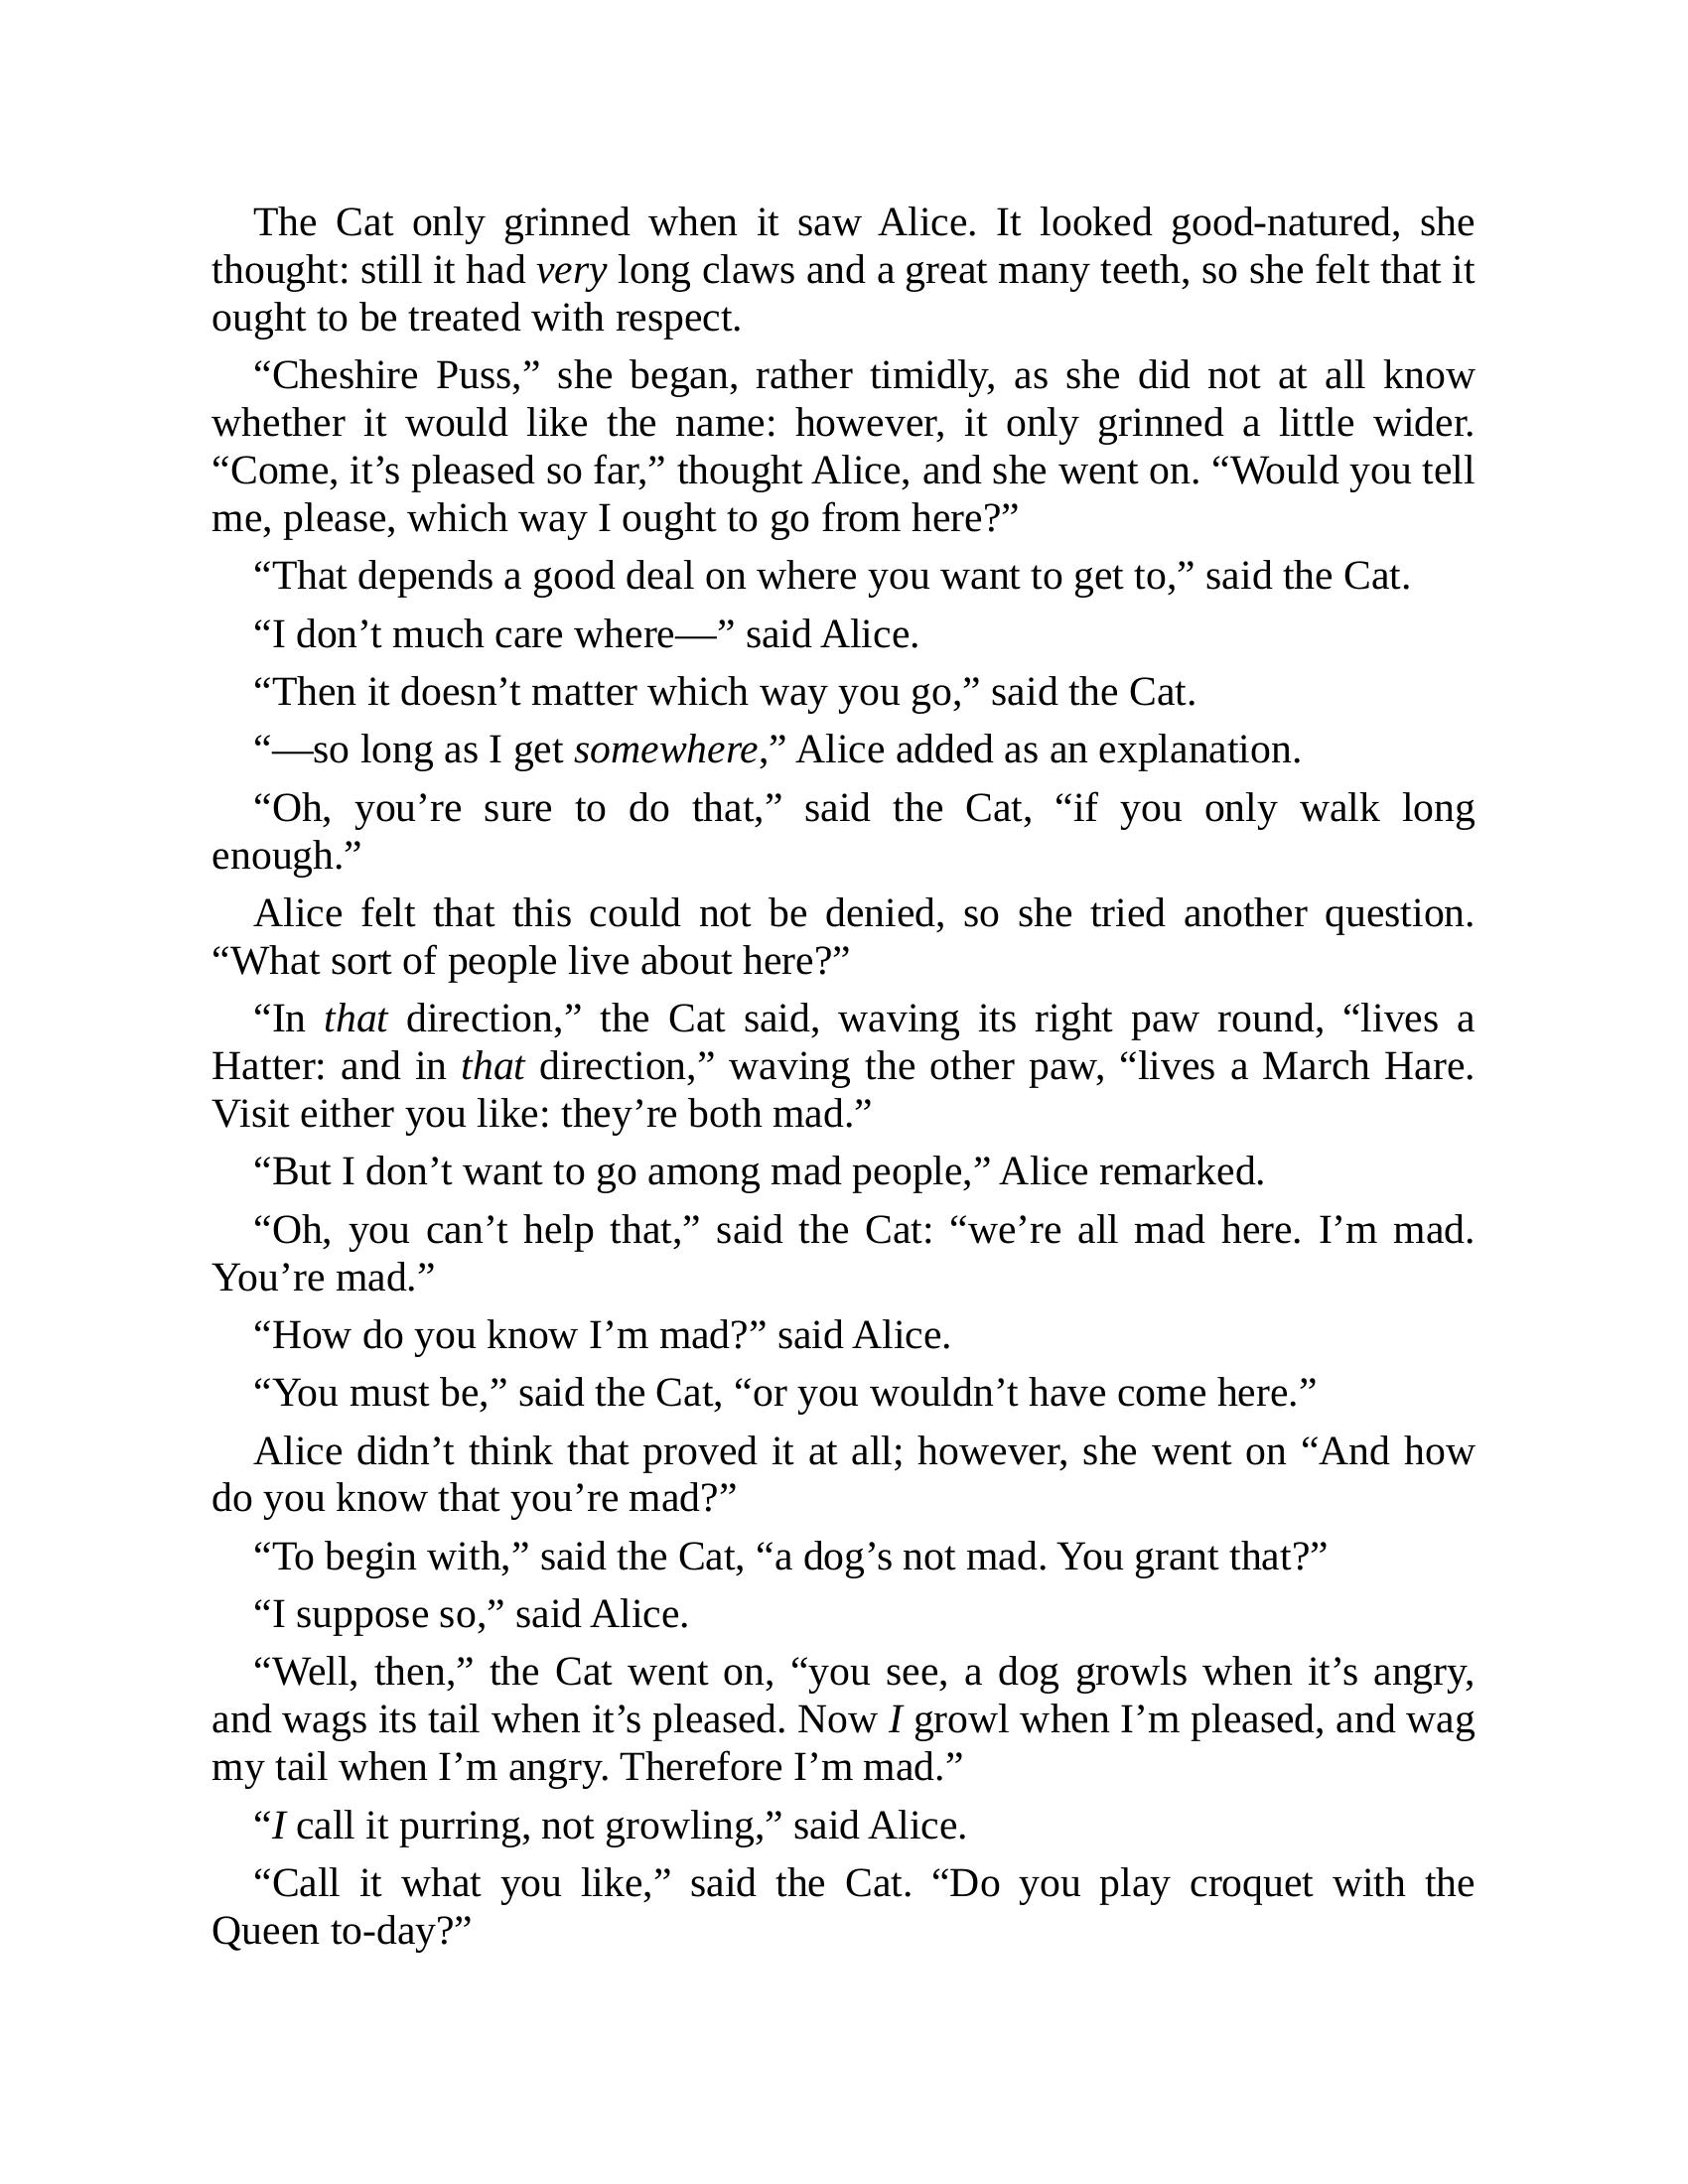 The Cat only grinned when it saw Alice. It looked good-natured, she
thought: still it had very long claws and a great many teeth, so she felt that it
ought to be treated with respect.
“Cheshire Puss,” she began, rather timidly, as she did not at all know
whether it would like the name: however, it only grinned a little wider.
“Come, it’s pleased so far,” thought Alice, and she went on. “Would you tell
me, please, which way I ought to go from here?”
“That depends a good deal on where you want to get to,” said the Cat.
“I don’t much care where—” said Alice.
“Then it doesn’t matter which way you go,” said the Cat.
“—so long as I get somewhere,” Alice added as an explanation.
“Oh, you’re sure to do that,” said the Cat, “if you only walk long
enough.”
Alice felt that this could not be denied, so she tried another question.
“What sort of people live about here?”
“In that direction,” the Cat said, waving its right paw round, “lives a
Hatter: and in that direction,” waving the other paw, “lives a March Hare.
Visit either you like: they’re both mad.”
“But I don’t want to go among mad people,” Alice remarked.
“Oh, you can’t help that,” said the Cat: “we’re all mad here. I’m mad.
You’re mad.”
“How do you know I’m mad?” said Alice.
“You must be,” said the Cat, “or you wouldn’t have come here.”
Alice didn’t think that proved it at all; however, she went on “And how
do you know that you’re mad?”
“To begin with,” said the Cat, “a dog’s not mad. You grant that?”
“I suppose so,” said Alice.
“Well, then,” the Cat went on, “you see, a dog growls when it’s angry,
and wags its tail when it’s pleased. Now I growl when I’m pleased, and wag
my tail when I’m angry. Therefore I’m mad.”
“I call it purring, not growling,” said Alice.
“Call it what you like,” said the Cat. “Do you play croquet with the
Queen to-day?”